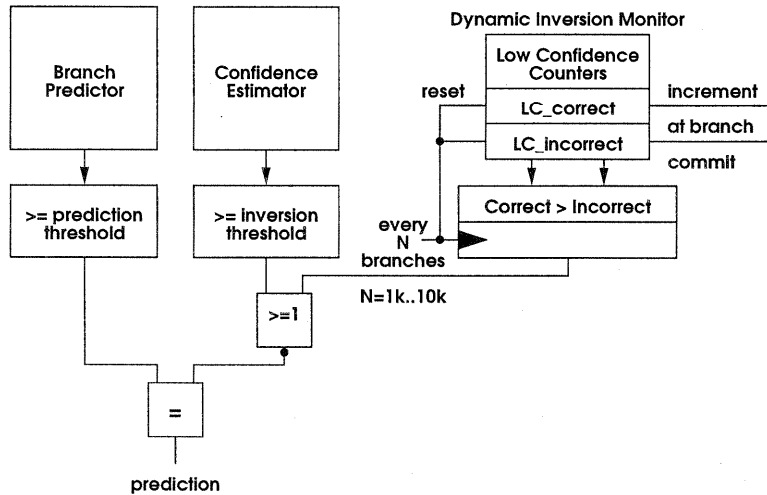 Dynamic Inversion Monitor
Branch
Predictor
Confidence
Estimator
Low Confidence
Counters
reset
LC_correct
increment
LC_incorrect
at branch
commit
>= prediction
threshold
>= inversion
threshold
Correct > Incorrect
every
N
branches
N=1k..10k
>=1
=
prediction